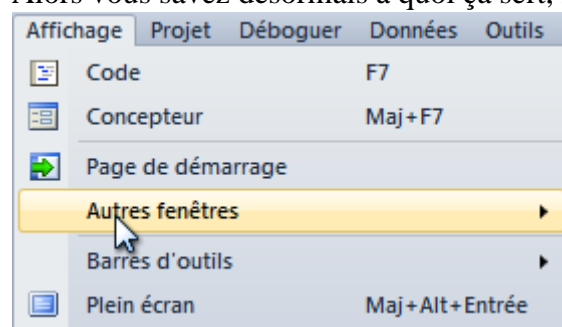 Alors vous savez désormais à quoi ça sert,
Affichage Projet Déboguer Données Outils
Code F7
Concepteur Maj+F7
Page de démarrage
Autres fenêtres
Barres d'outils
Plein écran Maj+Alt+Entrée